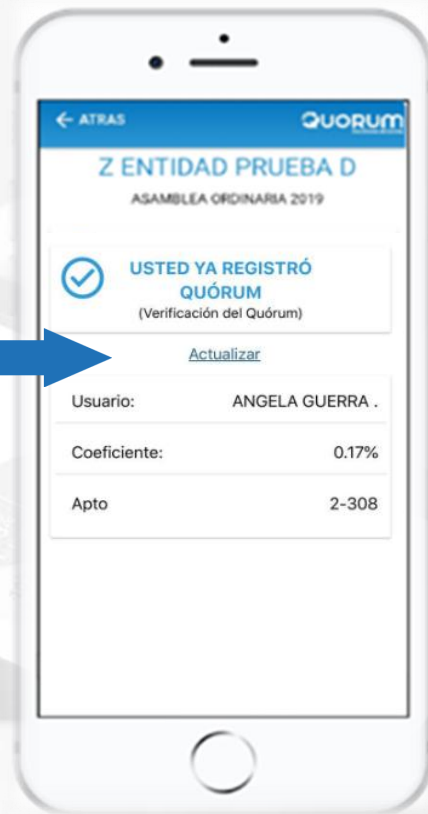 ← ATRAS
QUORUM
Z ENTIDAD PRUEBA D
ASAMBLEA ORDINARIA 2019
USTED YA REGISTRÓ
QUÓRUM
(Verificación del Quórum)
Actualizar
Usuario: ANGELA GUERRA .
Coeficiente: 0.17%
Apto 2-308